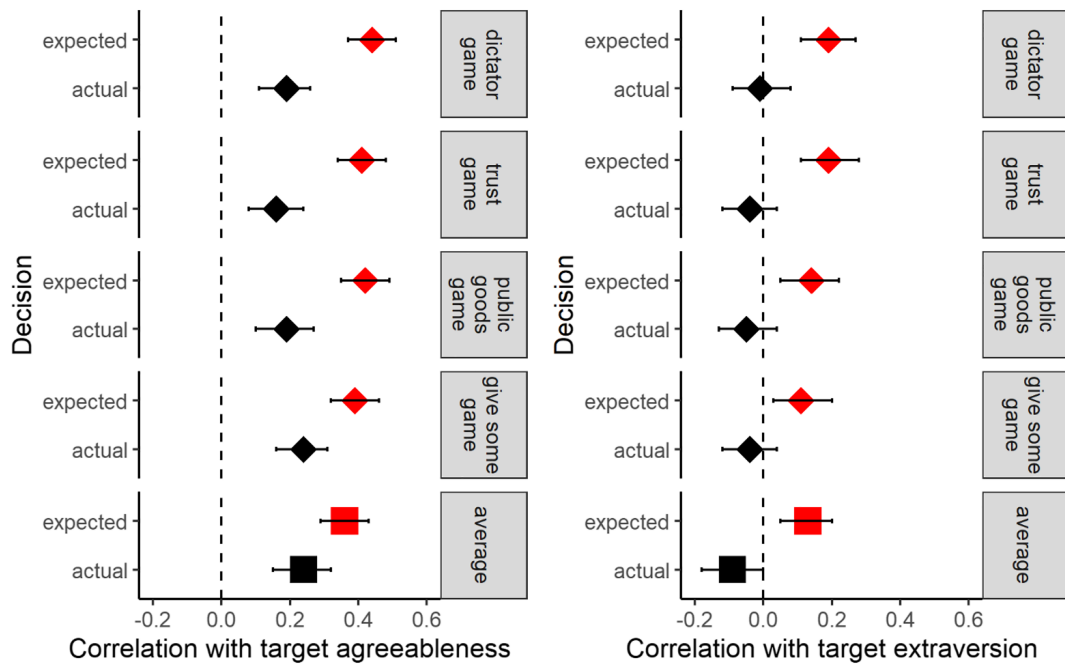 expected
actual
dictator
game
expected
actual
trust
game
expected
actual
public
goods
game
expected
actual
give some
game
expected
actual
average
Decision
-0.2 0.0 0.2 0.4 0.6
Correlation with target agreeableness
expected
actual
dictator
game
expected
actual
trust
game
expected
actual
public
goods
game
expected
actual
give some
game
expected
actual
average
Decision
-0.2 0.0 0.2 0.4 0.6
Correlation with target extraversion